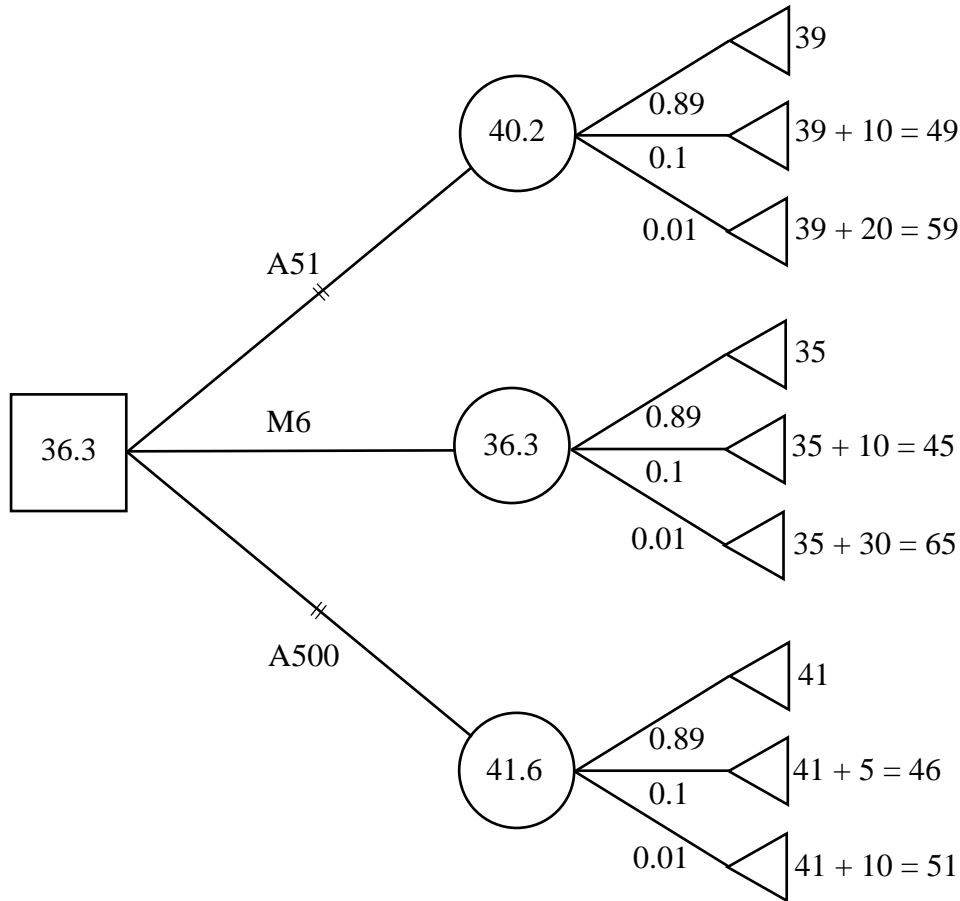 39
0.89
40.2
39 + 10 = 49
0.1
0.01
39 + 20 = 59
A51
35
M6
0.89
36.3
36.3
35 + 10 = 45
0.1
0.01
35 + 30 = 65
A500
41
0.89
41.6
41 + 5 = 46
0.1
0.01
41 + 10 = 51